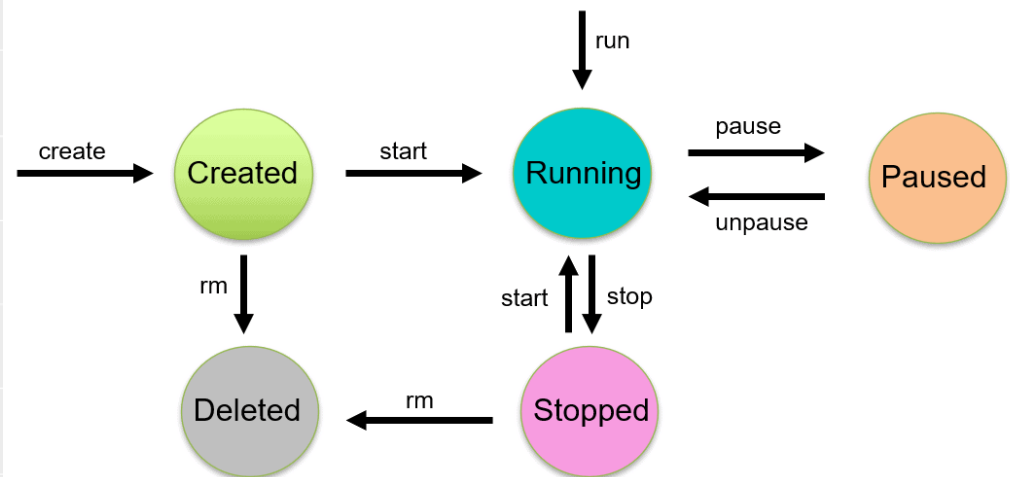 run
create
Created
start
Running
pause
unpause
Paused
rm
start
stop
Deleted
rm
Stopped